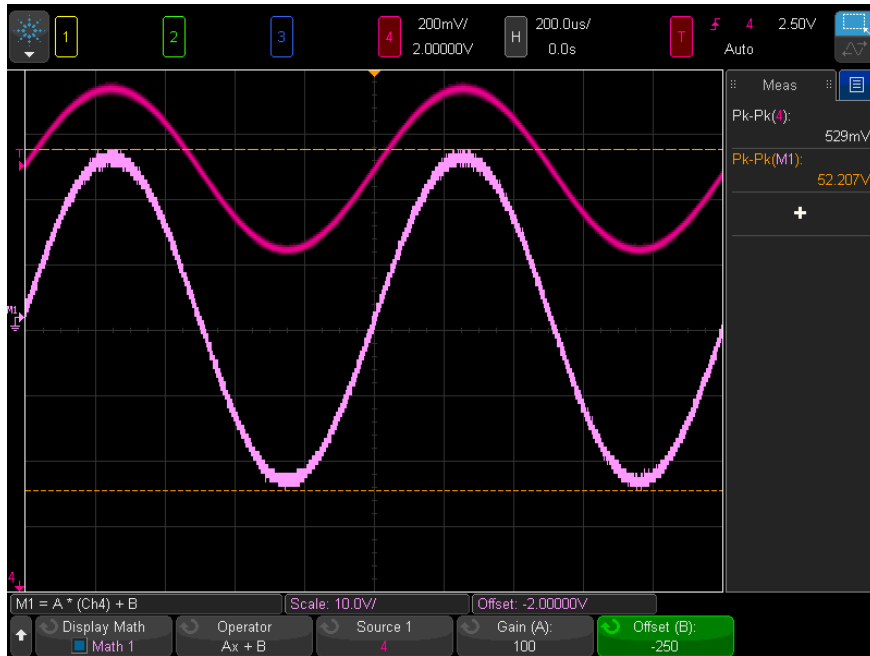 1 2 3 4 200mV/ 2.00000V H 200.0us/ 0.0s T 4 2.50V Auto
Meas
Pk-Pk(4):
529mV
Pk-Pk(M1):
52.207V
+
T
M1
4
M1 = A * (Ch4) + B
Scale: 10.0V/
Offset: -2.00000V
Display Math
Math 1
Operator
Ax + B
Source 1
4
Gain (A):
100
Offset (B):
-250